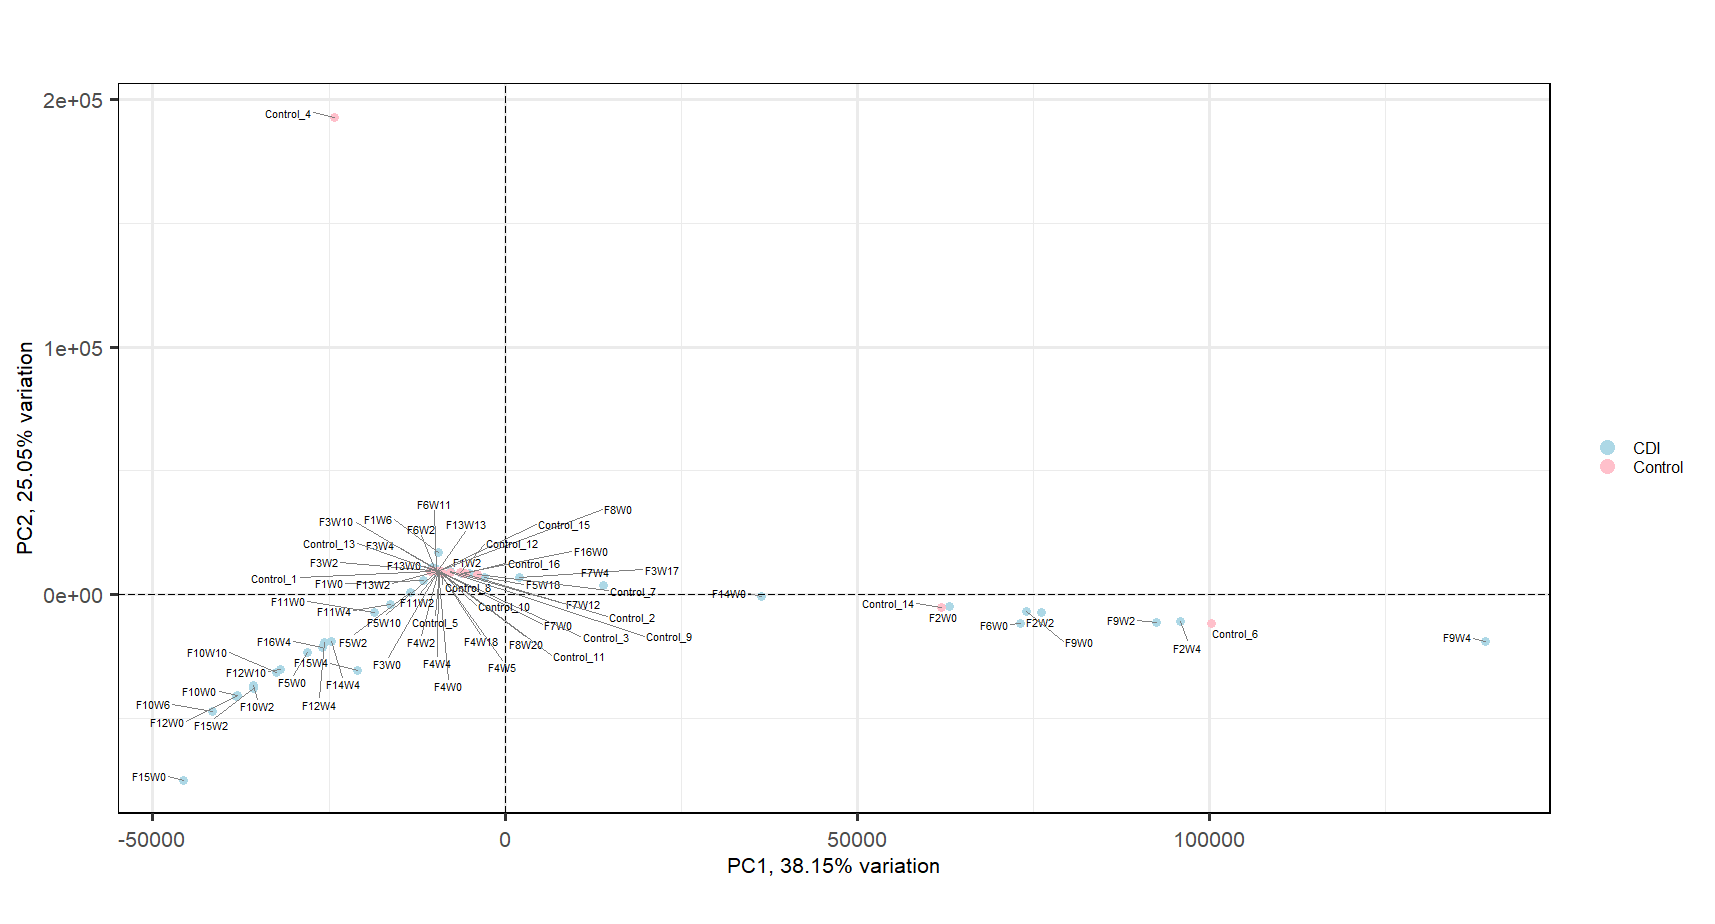 2e+05
1e+05
0e+00
PC2, 25.05% variation
Control_4
F6W11
F8W0
F3W10
F1W6
F6W2
F13W13
Control_15
Control_13
F3W4
Control_12
F16W0
F3W2
F13W0
F1W2
Control_16
F7W4
F3W17
Control_1
F1W0
F13W2
Control_8
F5W18
Control_7
F14W0
F11W0
F11W4
F11W2
Control_10
F7W12
Control_2
Control_14
F2W0
F5W10
Control_5
F7W0
Control_3
Control_9
F6W0
F2W2
F9W0
F9W2
F2W4
Control_6
F9W4
F16W4
F5W2
F4W2
F4W18
F8W20
Control_11
F10W10
F15W4
F3W0
F4W4
F4W5
F12W10
F5W0
F14W4
F4W0
F10W0
F10W6
F10W2
F12W4
F12W0
F15W2
F15W0
-50000
0
50000
100000
PC1, 38.15% variation
CDI
Control